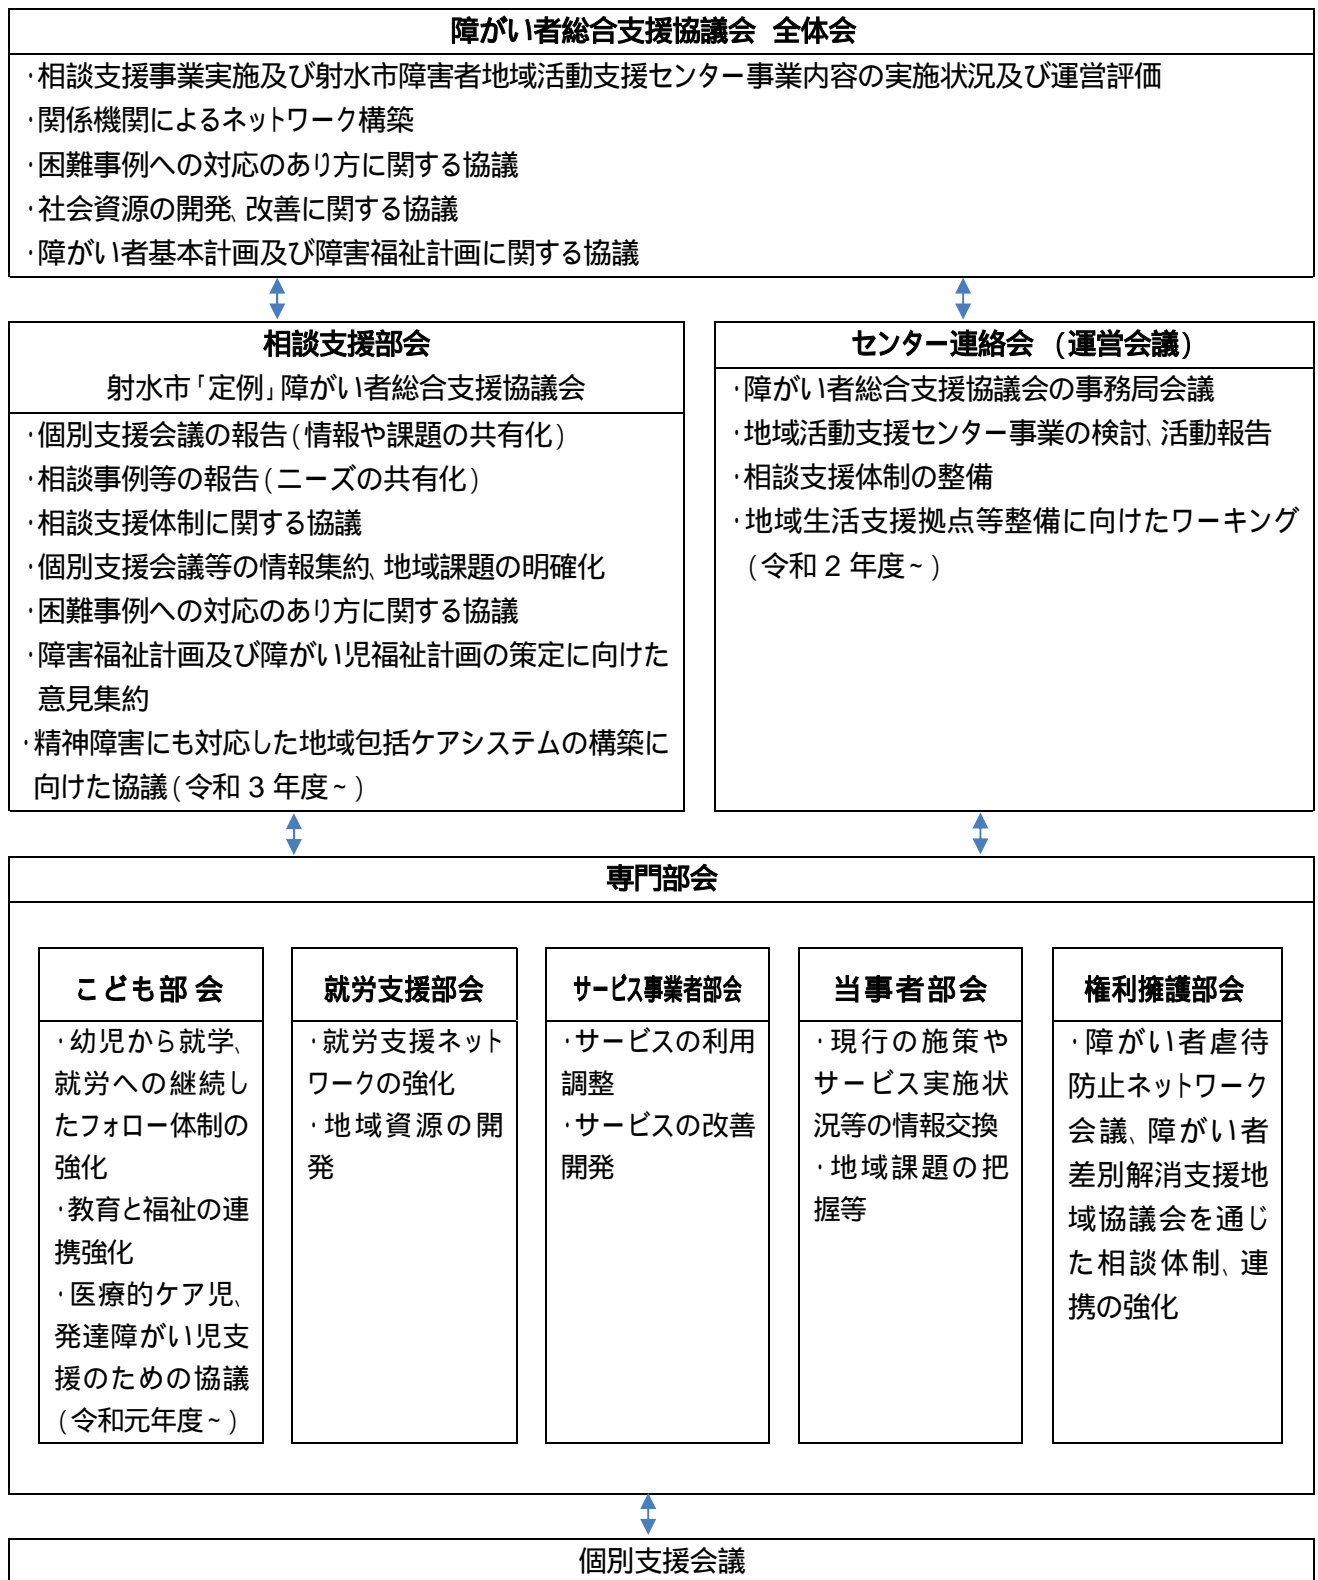 障がい者総合支援協議会 全体会
・相談支援事業実施及び射水市障害者地域活動支援センター事業内容の実施状況及び運営評価
・関係機関によるネットワーク構築
・困難事例への対応のあり方に関する協議
・社会資源の開発、改善に関する協議
・障がい者基本計画及び障害福祉計画に関する協議
相談支援部会
射水市「定例」障がい者総合支援協議会
・個別支援会議の報告(情報や課題の共有化)
・相談事例等の報告(ニーズの共有化)
・相談支援体制に関する協議
・個別支援会議等の情報集約、地域課題の明確化
・困難事例への対応のあり方に関する協議
・障害福祉計画及び障がい児福祉計画の策定に向けた
意見集約
・精神障害にも対応した地域包括ケアシステムの構築に
向けた協議(令和 3 年度~)
センター連絡会 (運営会議)
・障がい者総合支援協議会の事務局会議
・地域活動支援センター事業の検討、活動報告
・相談支援体制の整備
・地域生活支援拠点等整備に向けたワーキング
(令和 2 年度~)
専門部会
こども部会
・幼児から就学、
就労への継続し
たフォロー体制の
強化
・教育と福祉の連
携強化
・医療的ケア児、
発達障がい児支
援のための協議
(令和元年度~)
就労支援部会
・就労支援ネット
ワークの強化
・地域資源の開
発
サービス事業者部会
・サービスの利用
調整
・サービスの改善
開発
当事者部会
・現行の施策や
サービス実施状
況等の情報交換
・地域課題の把
握等
権利擁護部会
・障がい者虐待
防止ネットワーク
会議、障がい者
差別解消支援地
域協議会を通じ
た相談体制、連
携の強化
個別支援会議